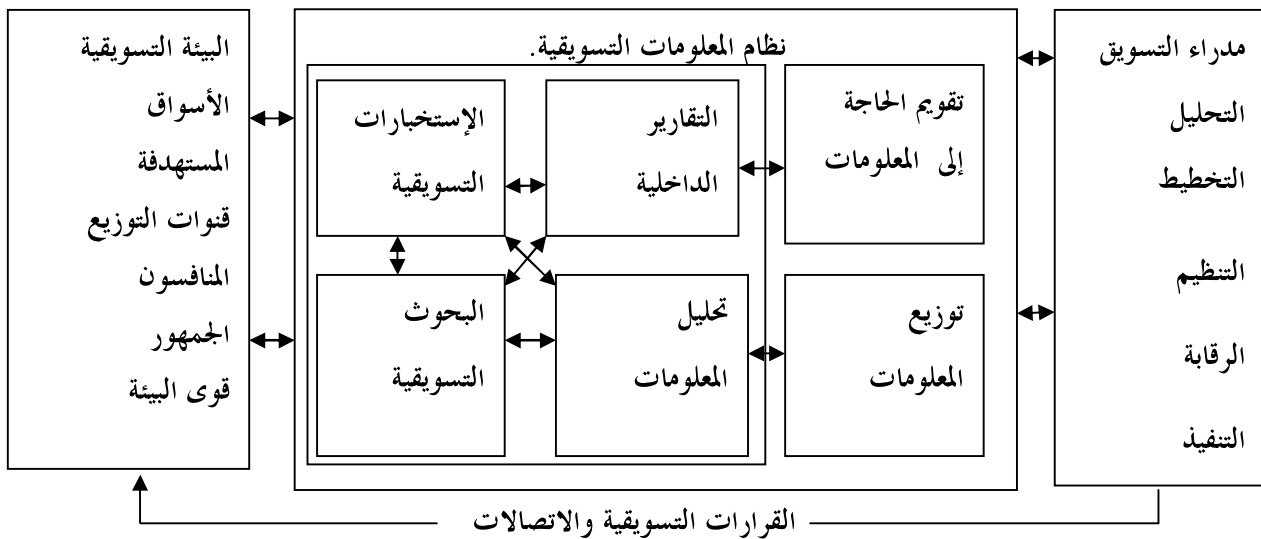 مدراء التسويق
التحليل
التخطيط
التنظيم
الرقابة
التنفيذ
نظام المعلومات التسويقية.
تقويم الحاجة
إلى المعلومات
التقارير
الداخلية
الإستخبارات
التسويقية
توزيع
المعلومات
تحليل
المعلومات
البحوث
التسويقية
البيئة التسويقية
الأسواق
المستهدفة
قنوات التوزيع
المنافسون
الجمهور
قوى البيئة
القرارات التسويقية والاتصالات